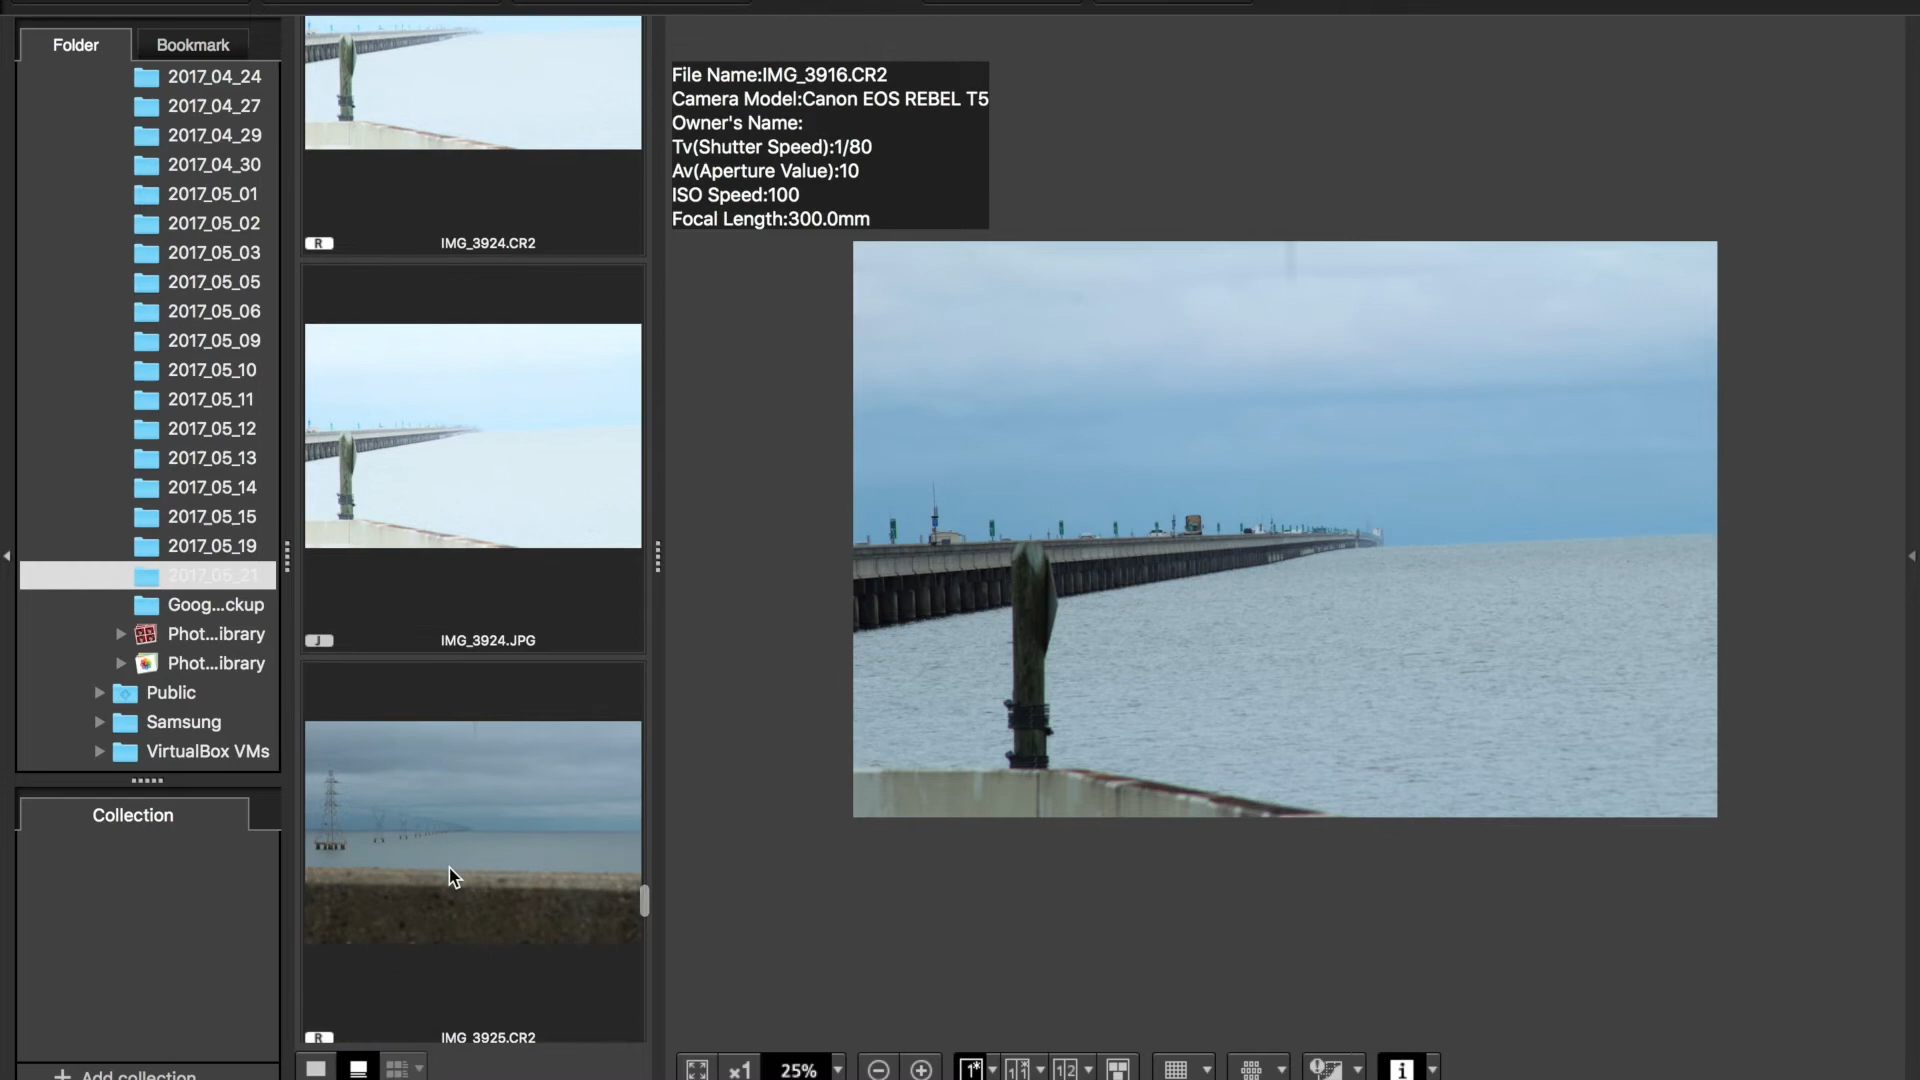 Folder
Bookmark
2017_04_24
2017_04_27
2017_04_29
2017_04_30
2017_05_01
2017_05_02
2017_05_03
2017_05_05
2017_05_06
2017_05_09
2017_05_10
2017_05_11
2017_05_12
2017_05_13
2017_05_14
2017_05_15
2017_05_19
2017_05_21
Goog...ckup
Phot...ibrary
Phot...ibrary
Public
Samsung
VirtualBox VMs
Collection
Add collection
R IMG_3924.CR2
J IMG_3924.JPG
R IMG_3925.CR2
File Name:IMG_3916.CR2
Camera Model:Canon EOS REBEL T5
Owner's Name:
Tv(Shutter Speed):1/80
Av(Aperture Value):10
ISO Speed:100
Focal Length:300.0mm
x1 25%